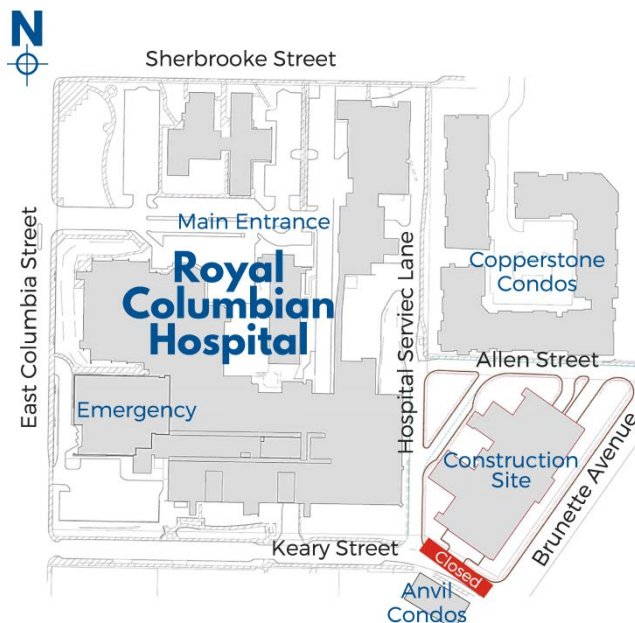 N
Sherbrooke Street
Main Entrance
Royal
Columbian
Hospital
East Columbia Street
Hospital Serviec Lane
Copperstone
Condos
Allen Street
Emergency
Construction
Site
Brunette Avenue
Keary Street
Closed
Anvil
Condos